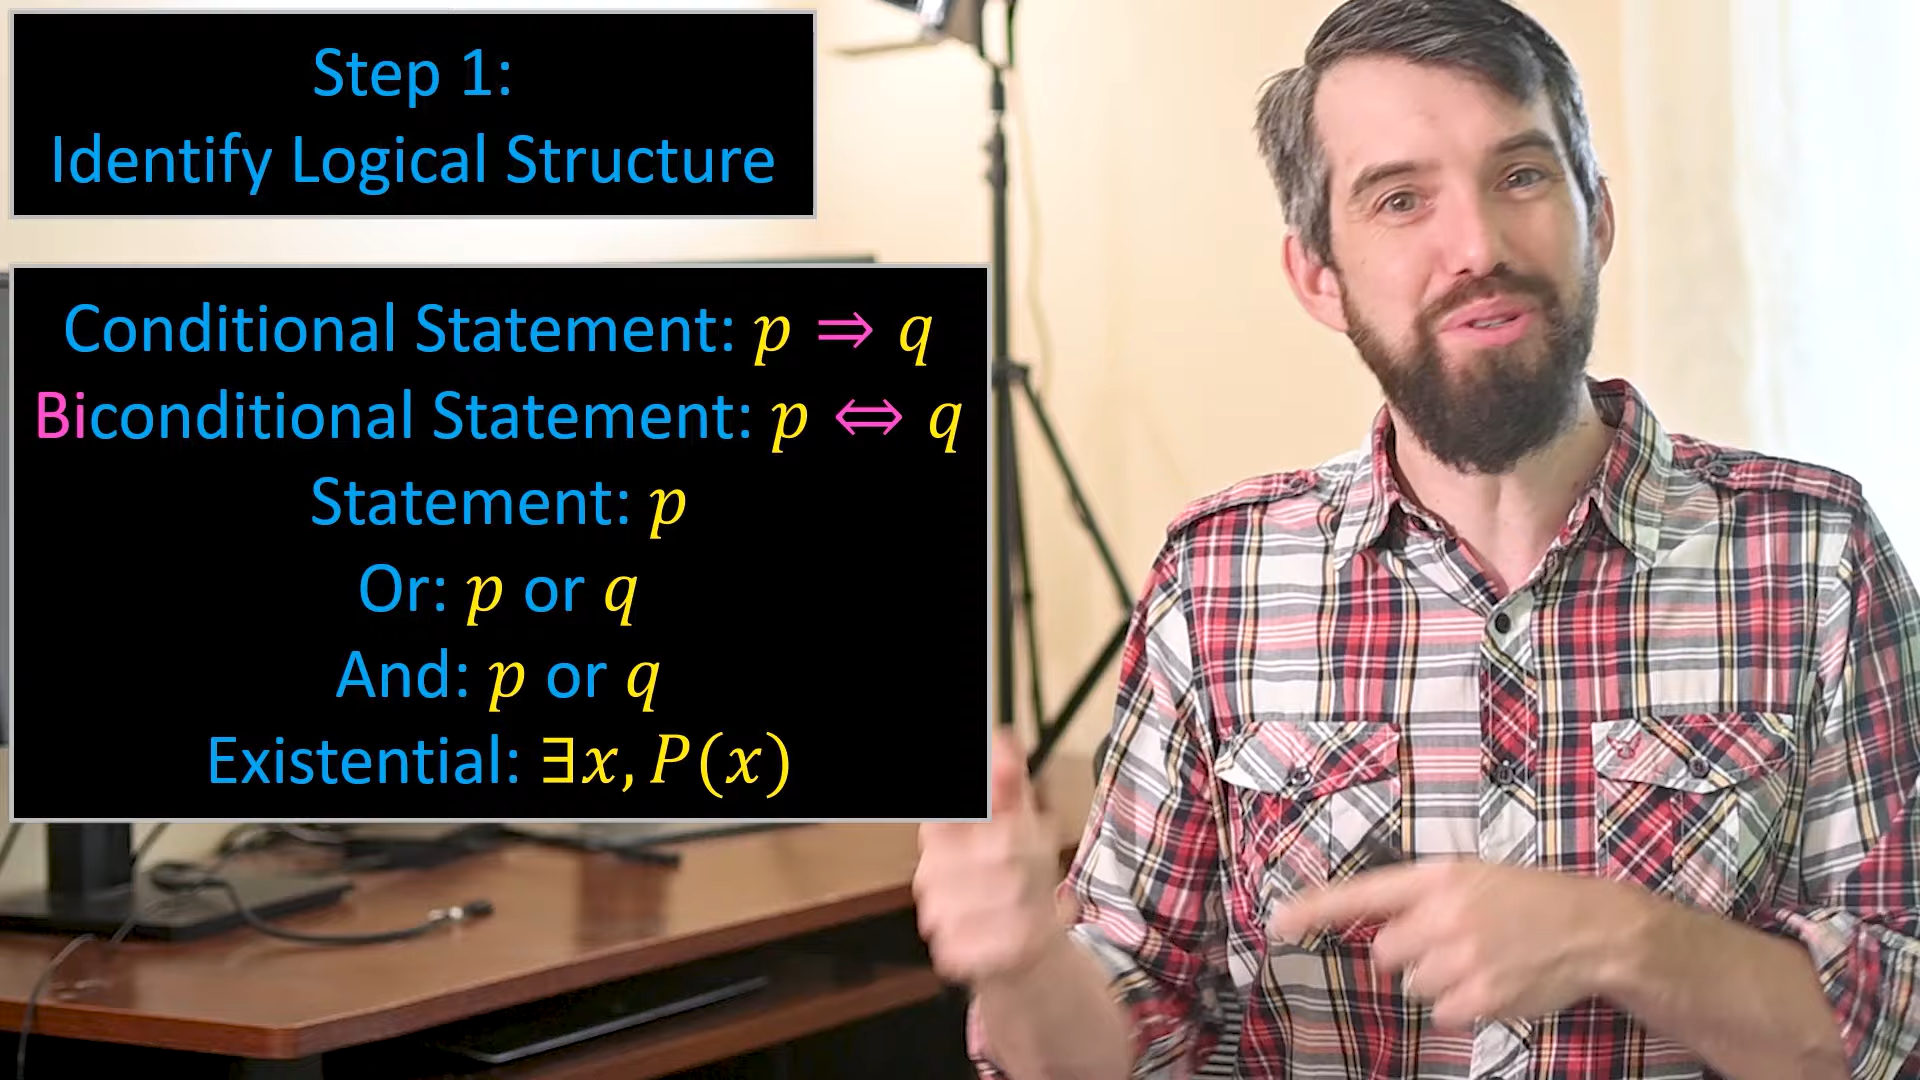 Step 1:
Identify Logical Structure
Conditional Statement: p ⇒ q
Biconditional Statement: p ⇔ q
Statement: p
Or: p or q
And: p or q
Existential: ∃x, P(x)